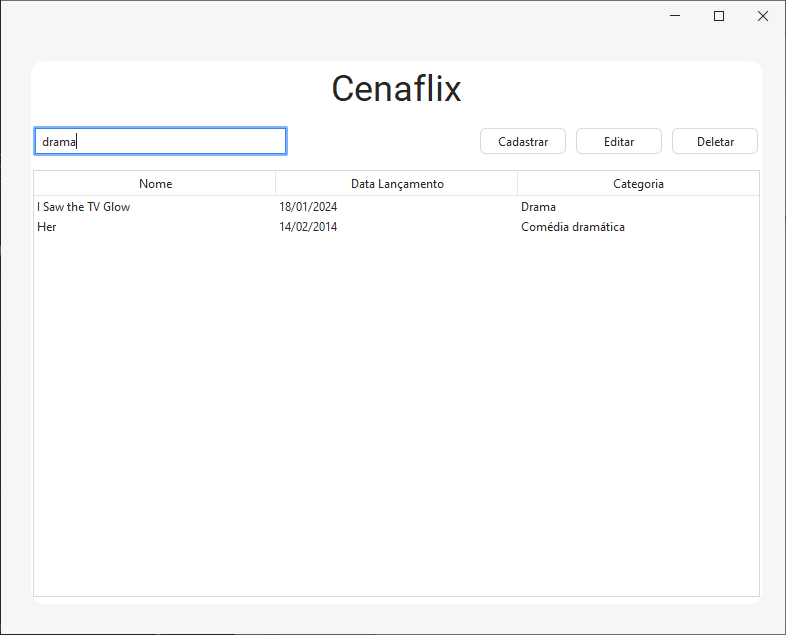 Cenaflix
drama Cadastrar Editar Deletar
Nome Data Lançamento Categoria
I Saw the TV Glow 18/01/2024 Drama
Her 14/02/2014 Comédia dramática